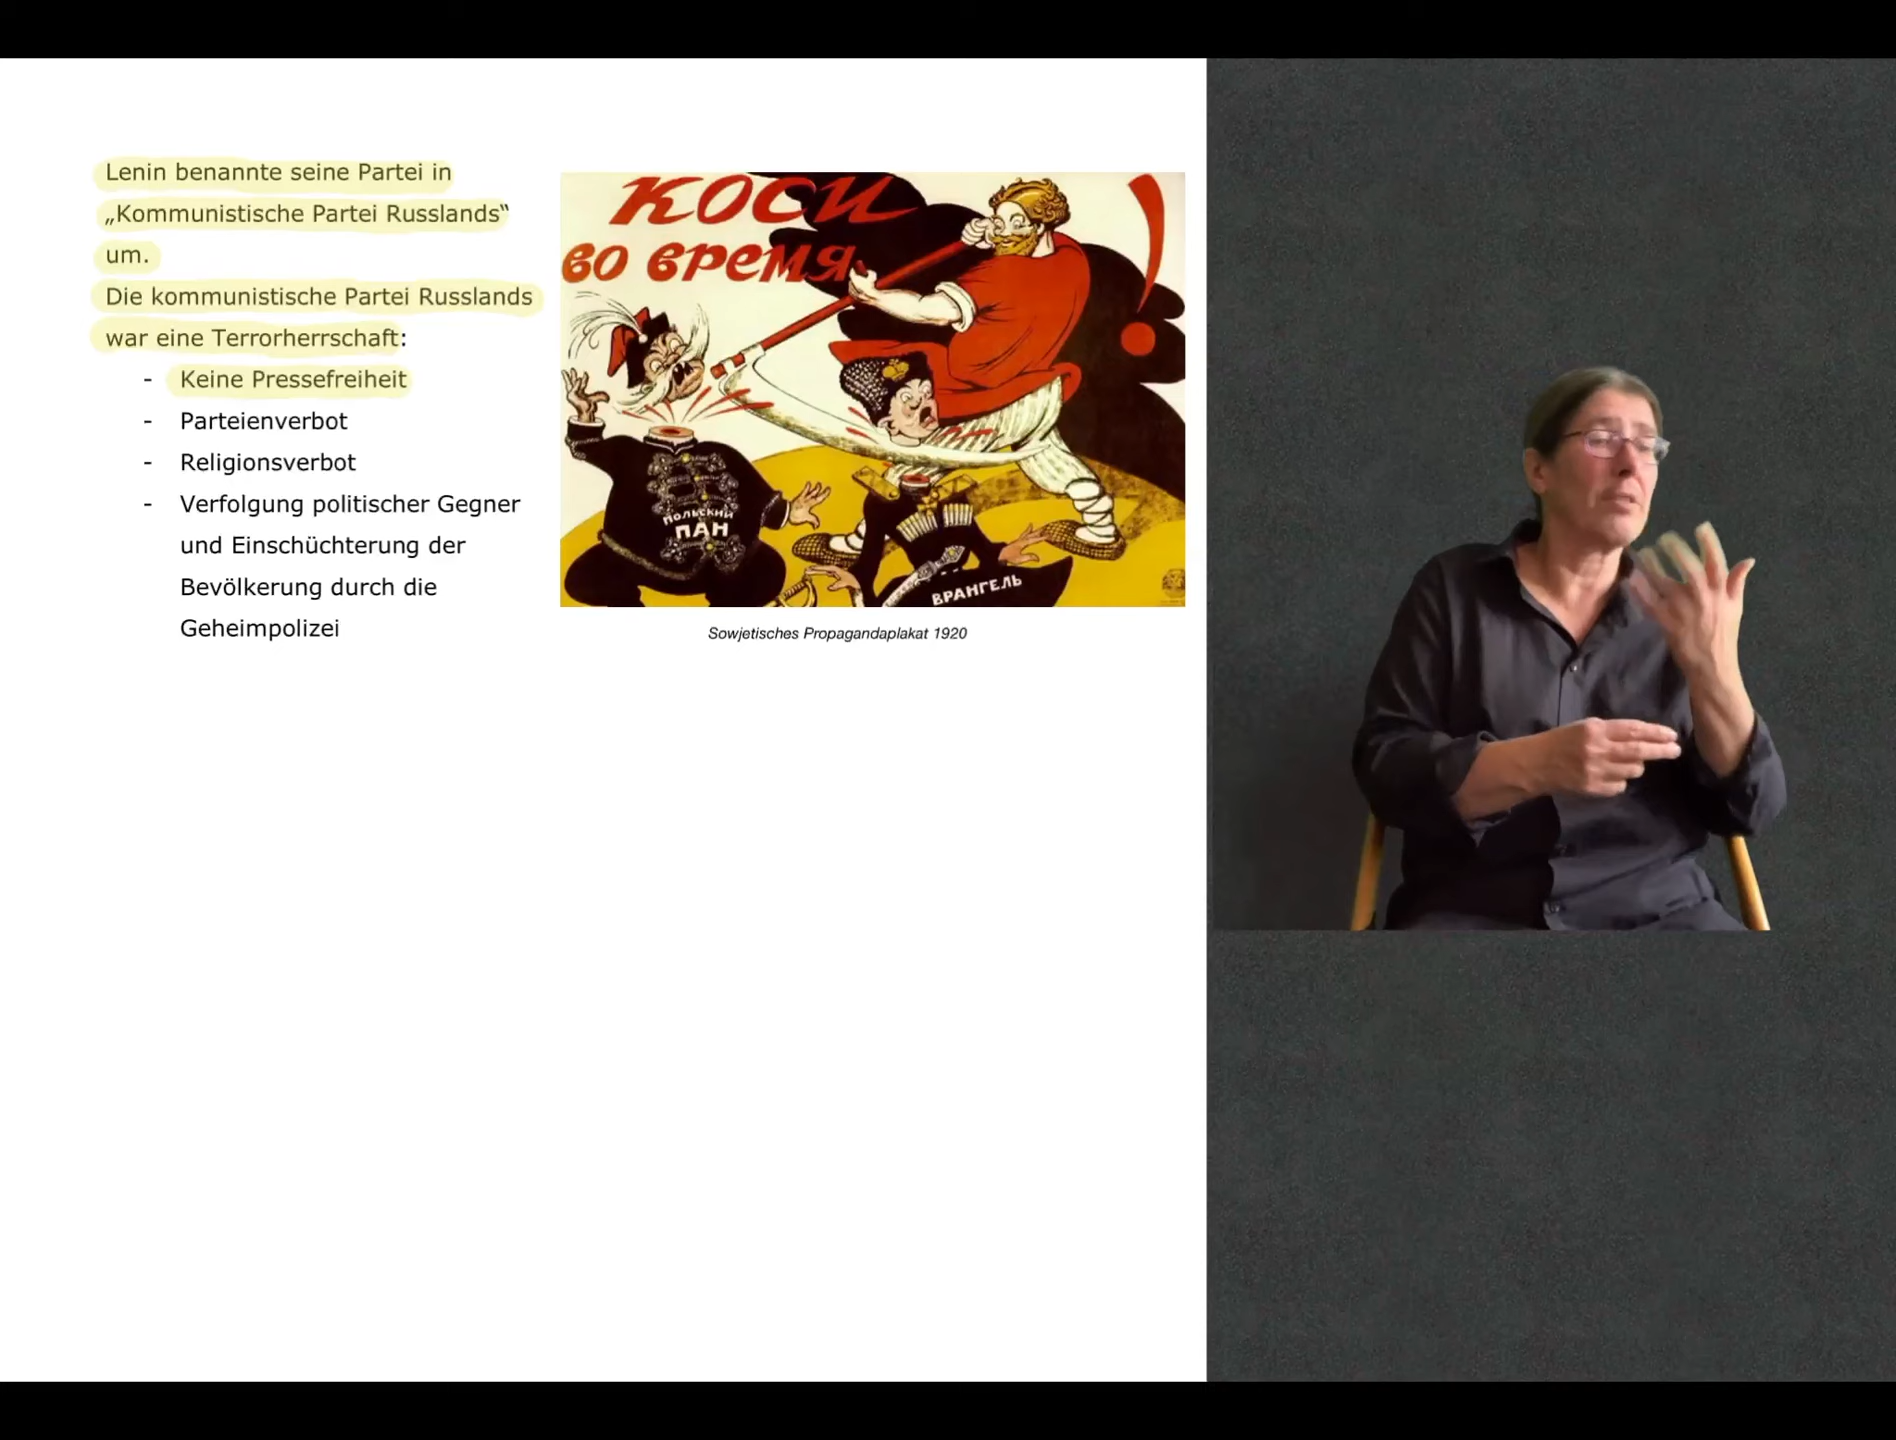 Lenin benannte seine Partei in
„Kommunistische Partei Russlands“
um.
Die kommunistische Partei Russlands
war eine Terrorherrschaft:
- Keine Pressefreiheit
- Parteienverbot
- Religionsverbot
- Verfolgung politischer Gegner
und Einschüchterung der
Bevölkerung durch die
Geheimpolizei
КОСИ
во время!
ПОЛЬСКИЙ
ПАН
ВРАНГЕЛЬ
Sowjetisches Propagandaplakat 1920